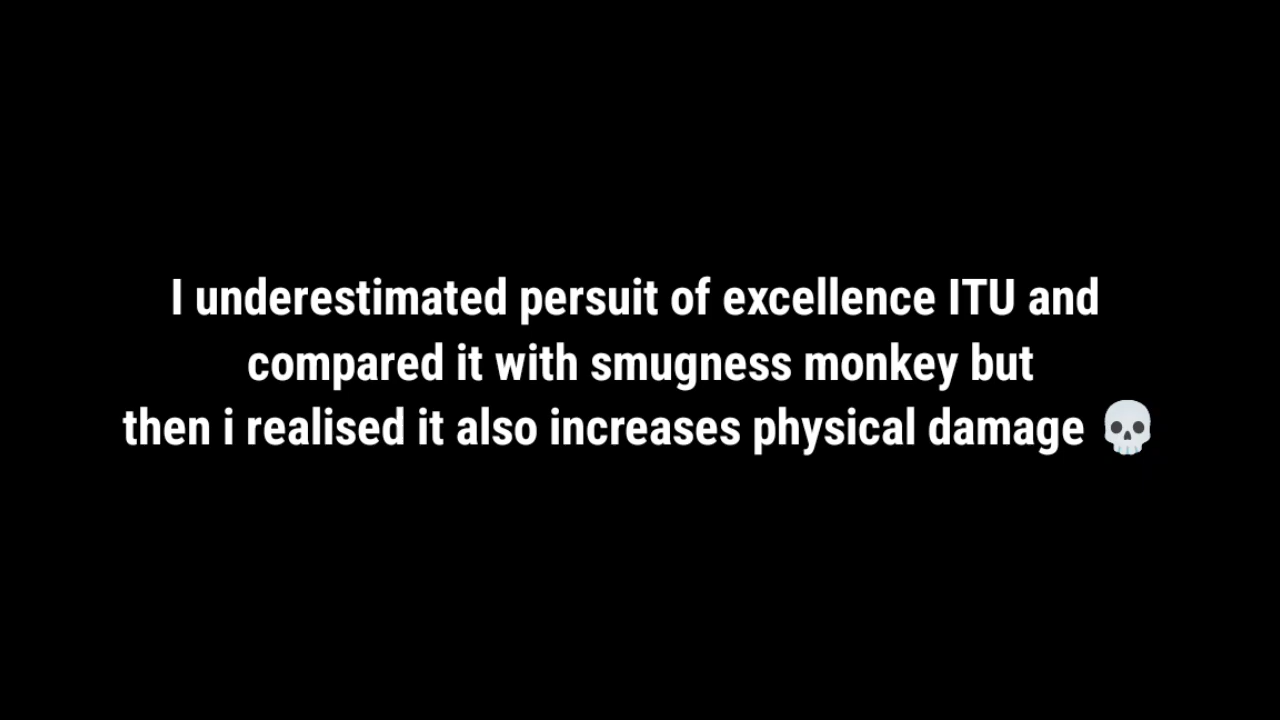 I underestimated persuit of excellence ITU and
compared it with smugness monkey but
then i realised it also increases physical damage 💀